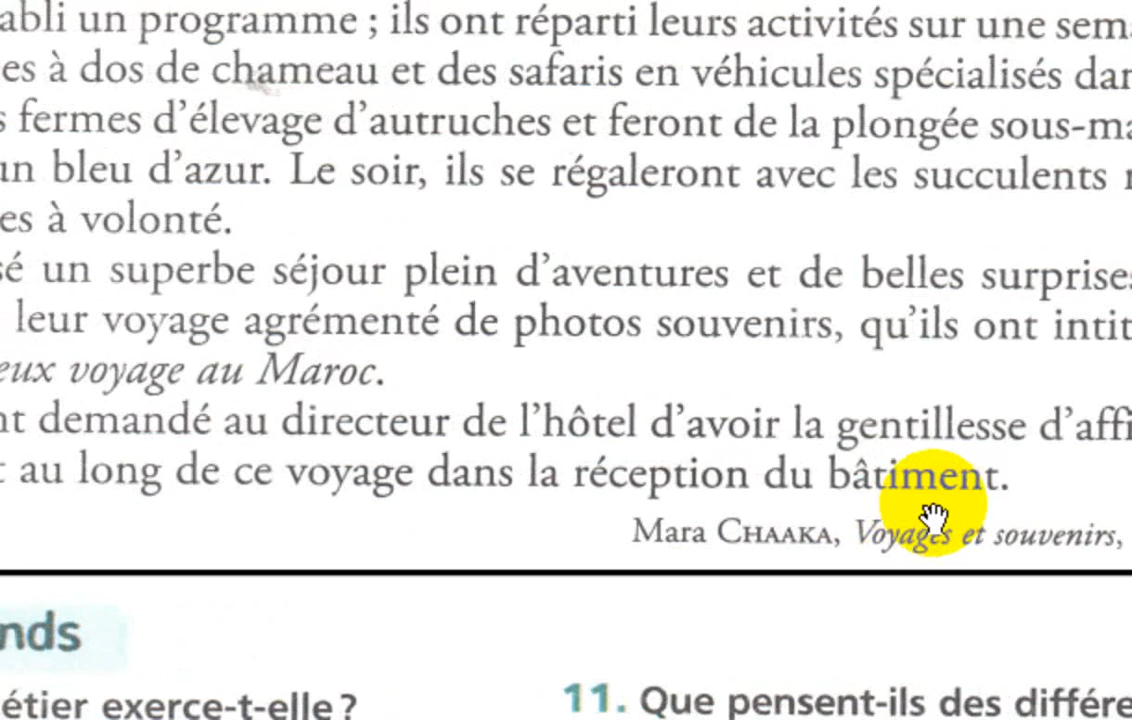 abli un programme ; ils ont réparti leurs activités sur une sem
es à dos de chameau et des safaris en véhicules spécialisés dan
s fermes d'élevage d'autruches et feront de la plongée sous-ma
un bleu d'azur. Le soir, ils se régaleront avec les succulents
es à volonté.
sé un superbe séjour plein d'aventures et de belles surprises
leur voyage agrémenté de photos souvenirs, qu'ils ont intit
eux voyage au Maroc.
nt demandé au directeur de l'hôtel d'avoir la gentillesse d'affi
t au long de ce voyage dans la réception du bâtiment.
Mara CHAAKA, Voyages et souvenirs,
nds
étier exerce-t-elle ?
11. Que pensent-ils des différe